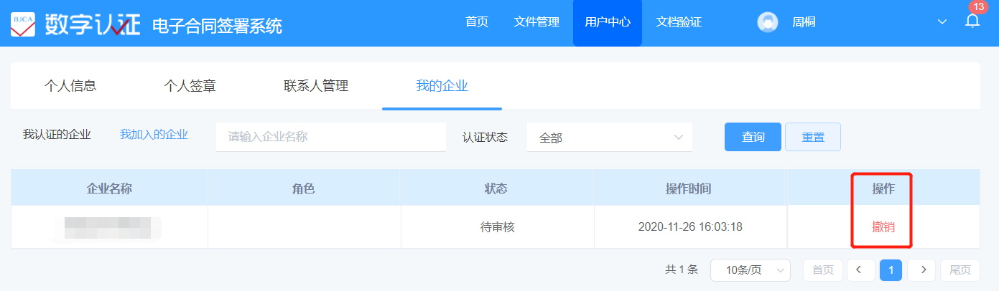 BJCA 数字认证 电子合同签署系统 首页 文件管理 用户中心 文档验证 周桐 13
个人信息 个人签章 联系人管理 我的企业
我认证的企业 我加入的企业 请输入企业名称 认证状态 全部 查询 重置
企业名称 角色 状态 操作时间 操作
待审核 2020-11-26 16:03:18 撤销
共 1 条 10条/页 首页 1 尾页